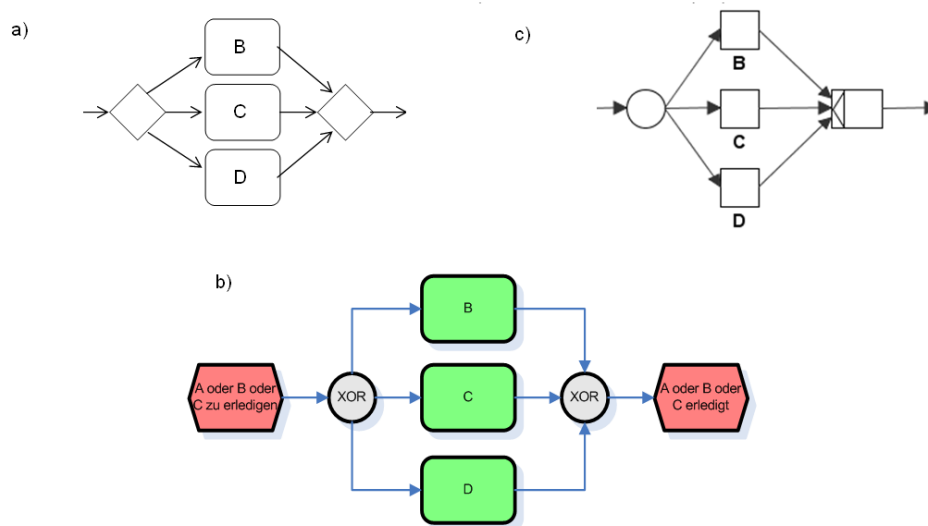 a)
B
C
D
c)
B
C
D
b)
A oder B oder
C zu erledigen
XOR
B
C
D
XOR
A oder B oder
C erledigt